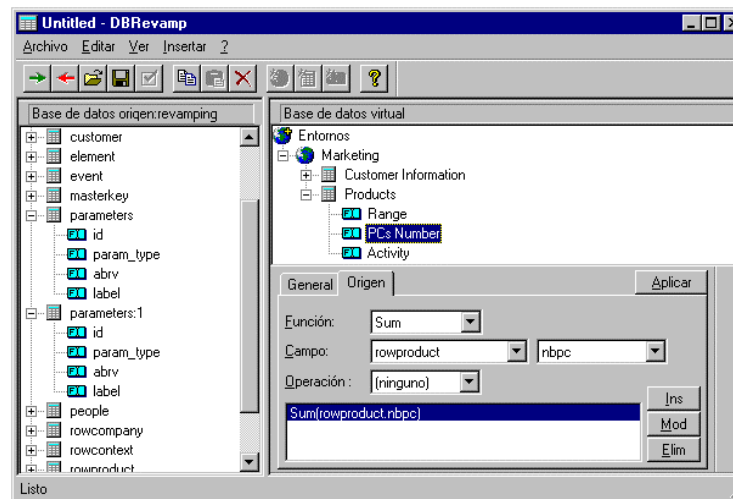 Untitled - DBRevamp
Archivo Editar Ver Insertar ?
Base de datos origen:revamping
customer
element
event
masterkey
parameters
id
param_type
abrv
label
parameters:1
id
param_type
abrv
label
people
rowcompany
rowcontext
rowproduct
Base de datos virtual
Entornos
Marketing
Customer Information
Products
Range
PCs Number
Activity
General Origen Aplicar
Función: Sum
Campo: rowproduct nbpc
Operación : (ninguno)
Sum(rowproduct.nbpc)
Ins
Mod
Elim
Listo